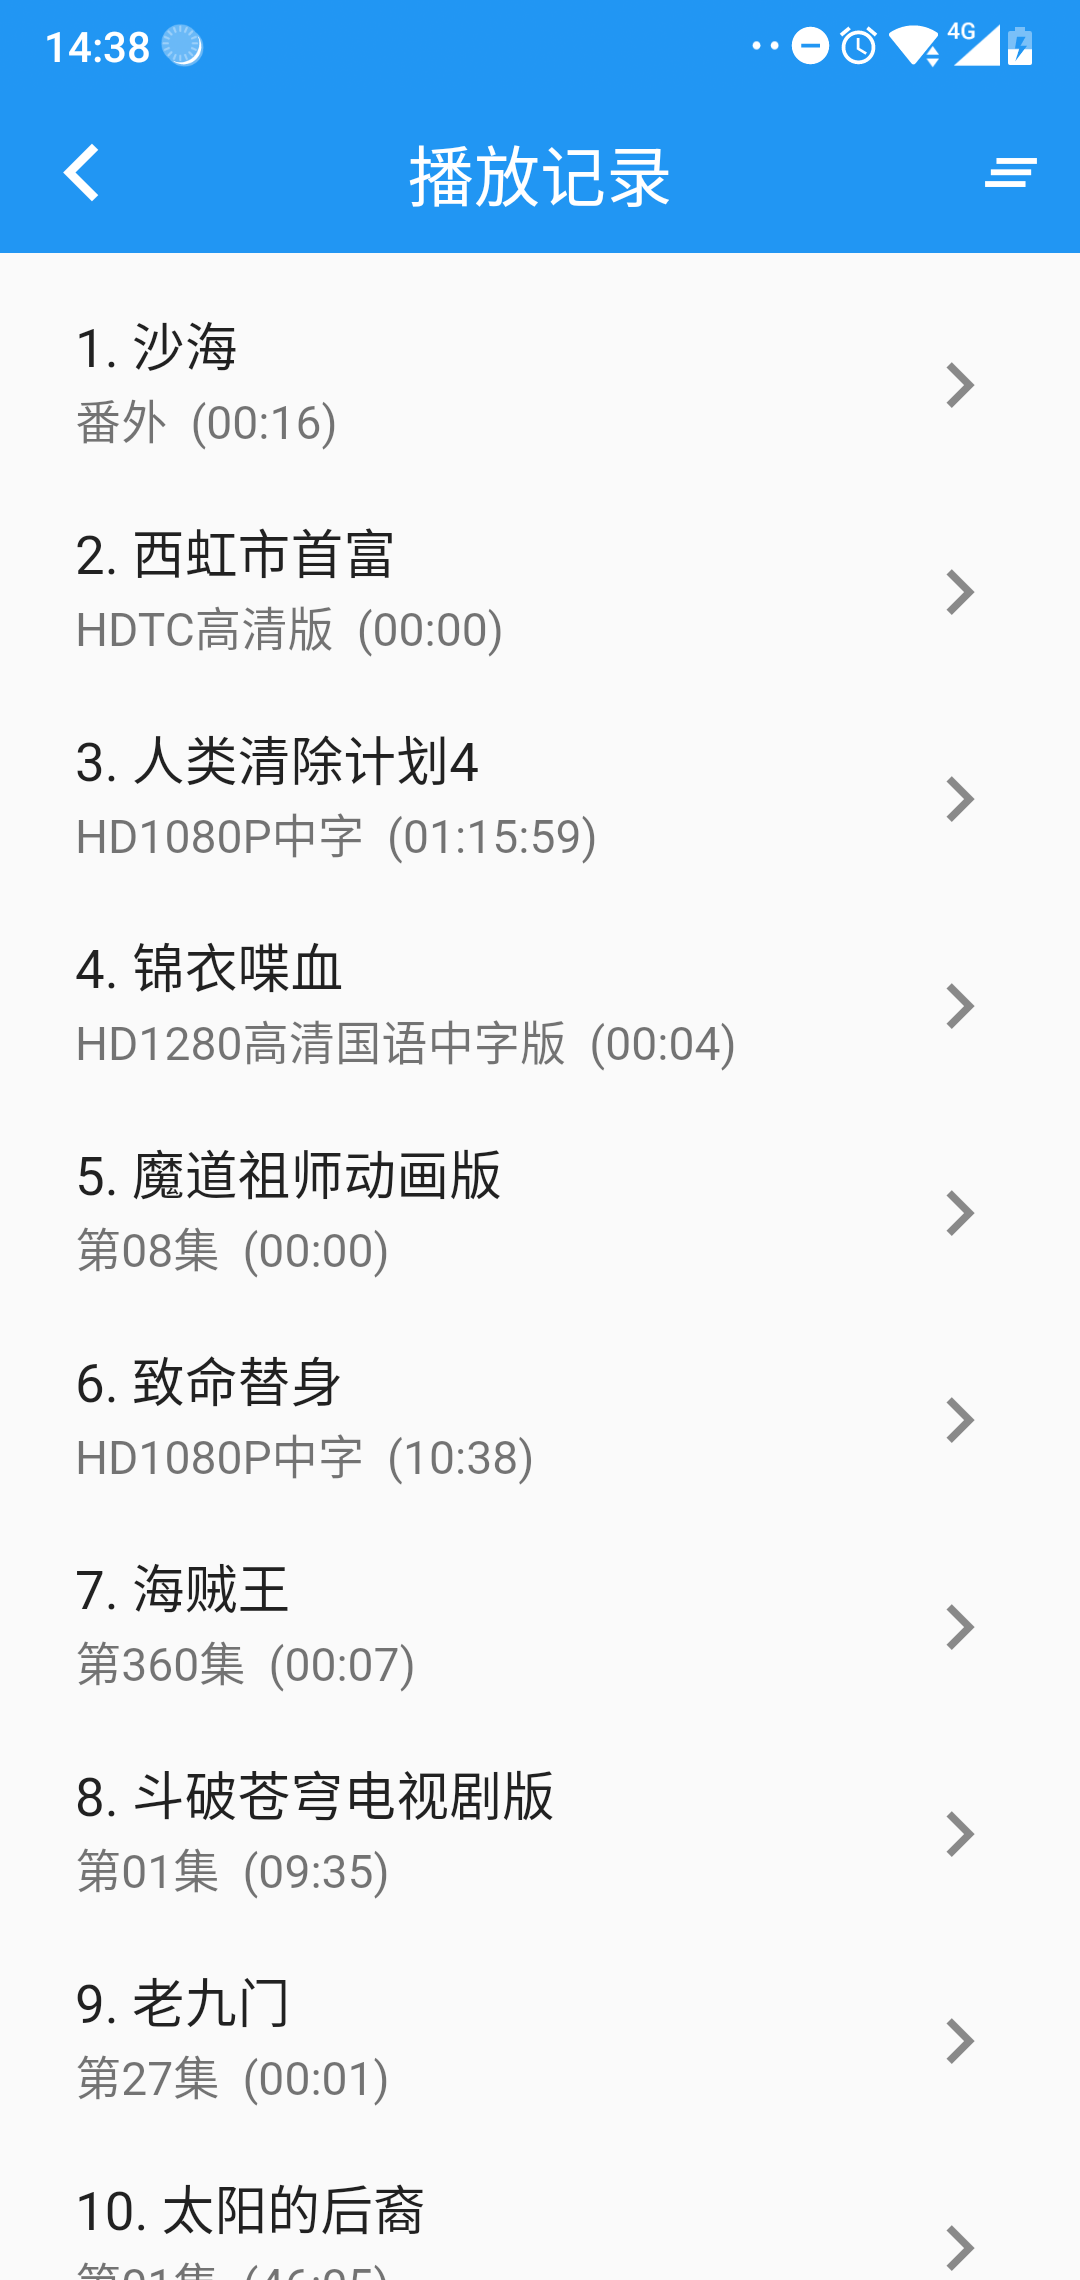 14:38
4G
播放记录
1. 沙海
番外 (00:16)
2. 西虹市首富
HDTC高清版 (00:00)
3. 人类清除计划4
HD1080P中字 (01:15:59)
4. 锦衣喋血
HD1280高清国语中字版 (00:04)
5. 魔道祖师动画版
第08集 (00:00)
6. 致命替身
HD1080P中字 (10:38)
7. 海贼王
第360集 (00:07)
8. 斗破苍穹电视剧版
第01集 (09:35)
9. 老九门
第27集 (00:01)
10. 太阳的后裔